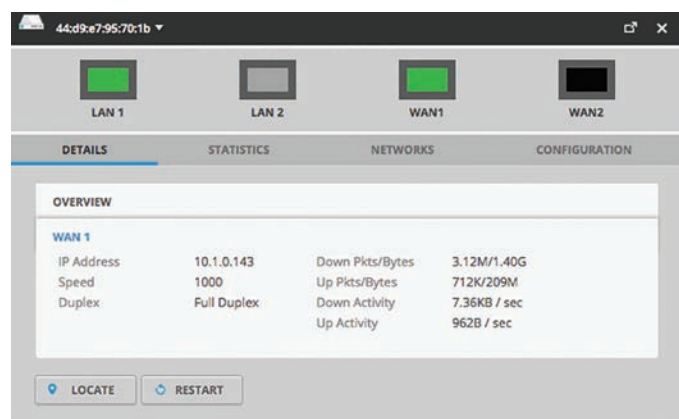 44:d9:e7:95:70:1b
LAN 1 LAN 2 WAN1 WAN2
DETAILS STATISTICS NETWORKS CONFIGURATION
OVERVIEW
WAN 1
IP Address 10.1.0.143 Down Pkts/Bytes 3.12M/1.40G
Speed 1000 Up Pkts/Bytes 712K/209M
Duplex Full Duplex Down Activity 7.36KB / sec
Up Activity 962B / sec
LOCATE RESTART